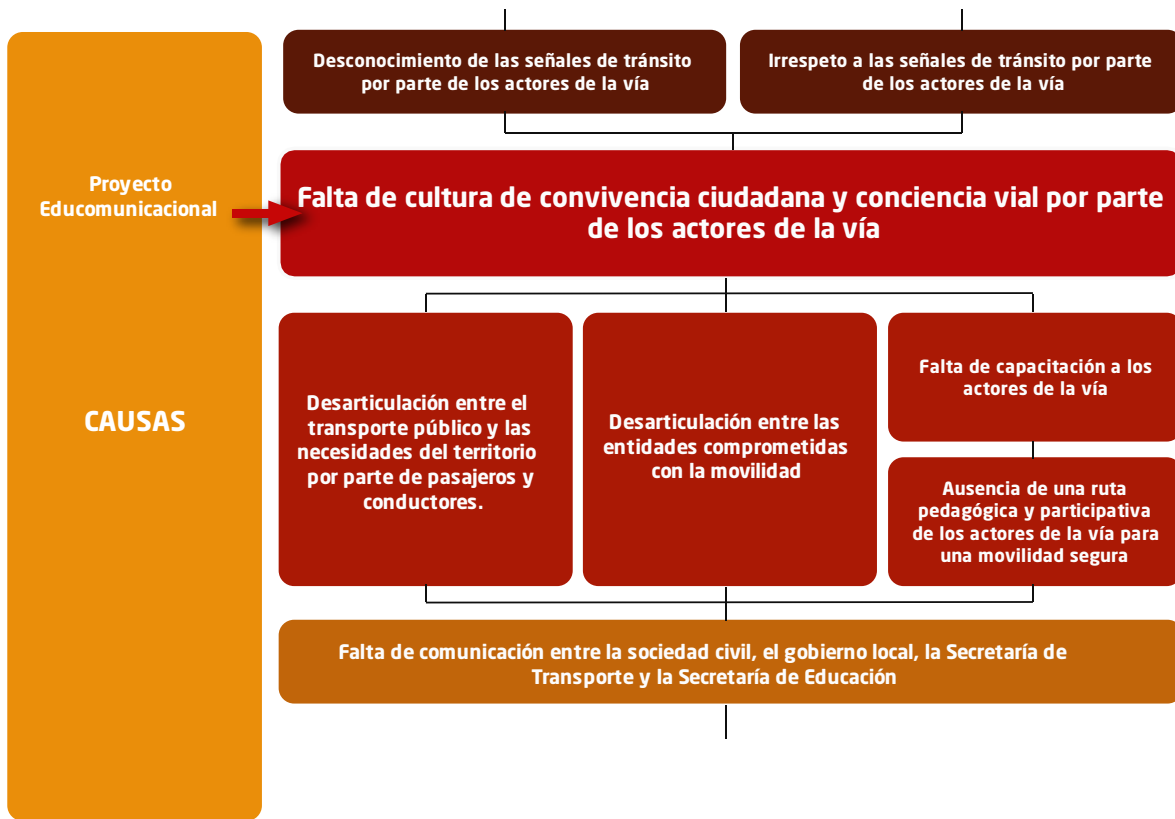 Desconocimiento de las señales de tránsito
por parte de los actores de la vía
Irrespeto a las señales de tránsito por parte
de los actores de la vía
Proyecto
Educomunicacional
Falta de cultura de convivencia ciudadana y conciencia vial por parte
de los actores de la vía
CAUSAS
Desarticulación entre el
transporte público y las
necesidades del territorio
por parte de pasajeros y
conductores.
Desarticulación entre las
entidades comprometidas
con la movilidad
Falta de capacitación a los
actores de la vía
Ausencia de una ruta
pedagógica y participativa
de los actores de la vía para
una movilidad segura
Falta de comunicación entre la sociedad civil, el gobierno local, la Secretaría de
Transporte y la Secretaría de Educación